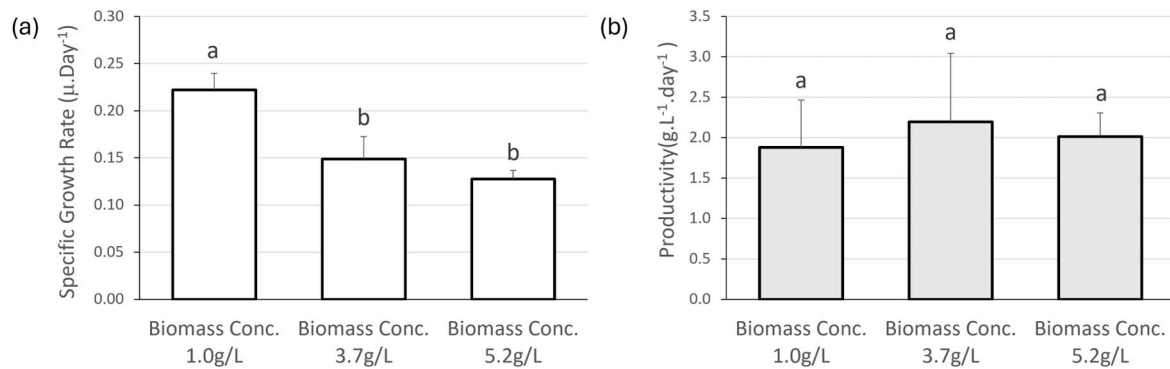 (a)
Specific Growth Rate (μ.Day⁻¹)
0.30
0.25
0.20
0.15
0.10
0.05
0.00
a
b
b
Biomass Conc.
1.0g/L
Biomass Conc.
3.7g/L
Biomass Conc.
5.2g/L
(b)
Productivity(g.L⁻¹.day⁻¹ )
3.5
3.0
2.5
2.0
1.5
1.0
0.5
0.0
a
a
a
Biomass Conc.
1.0g/L
Biomass Conc.
3.7g/L
Biomass Conc.
5.2g/L